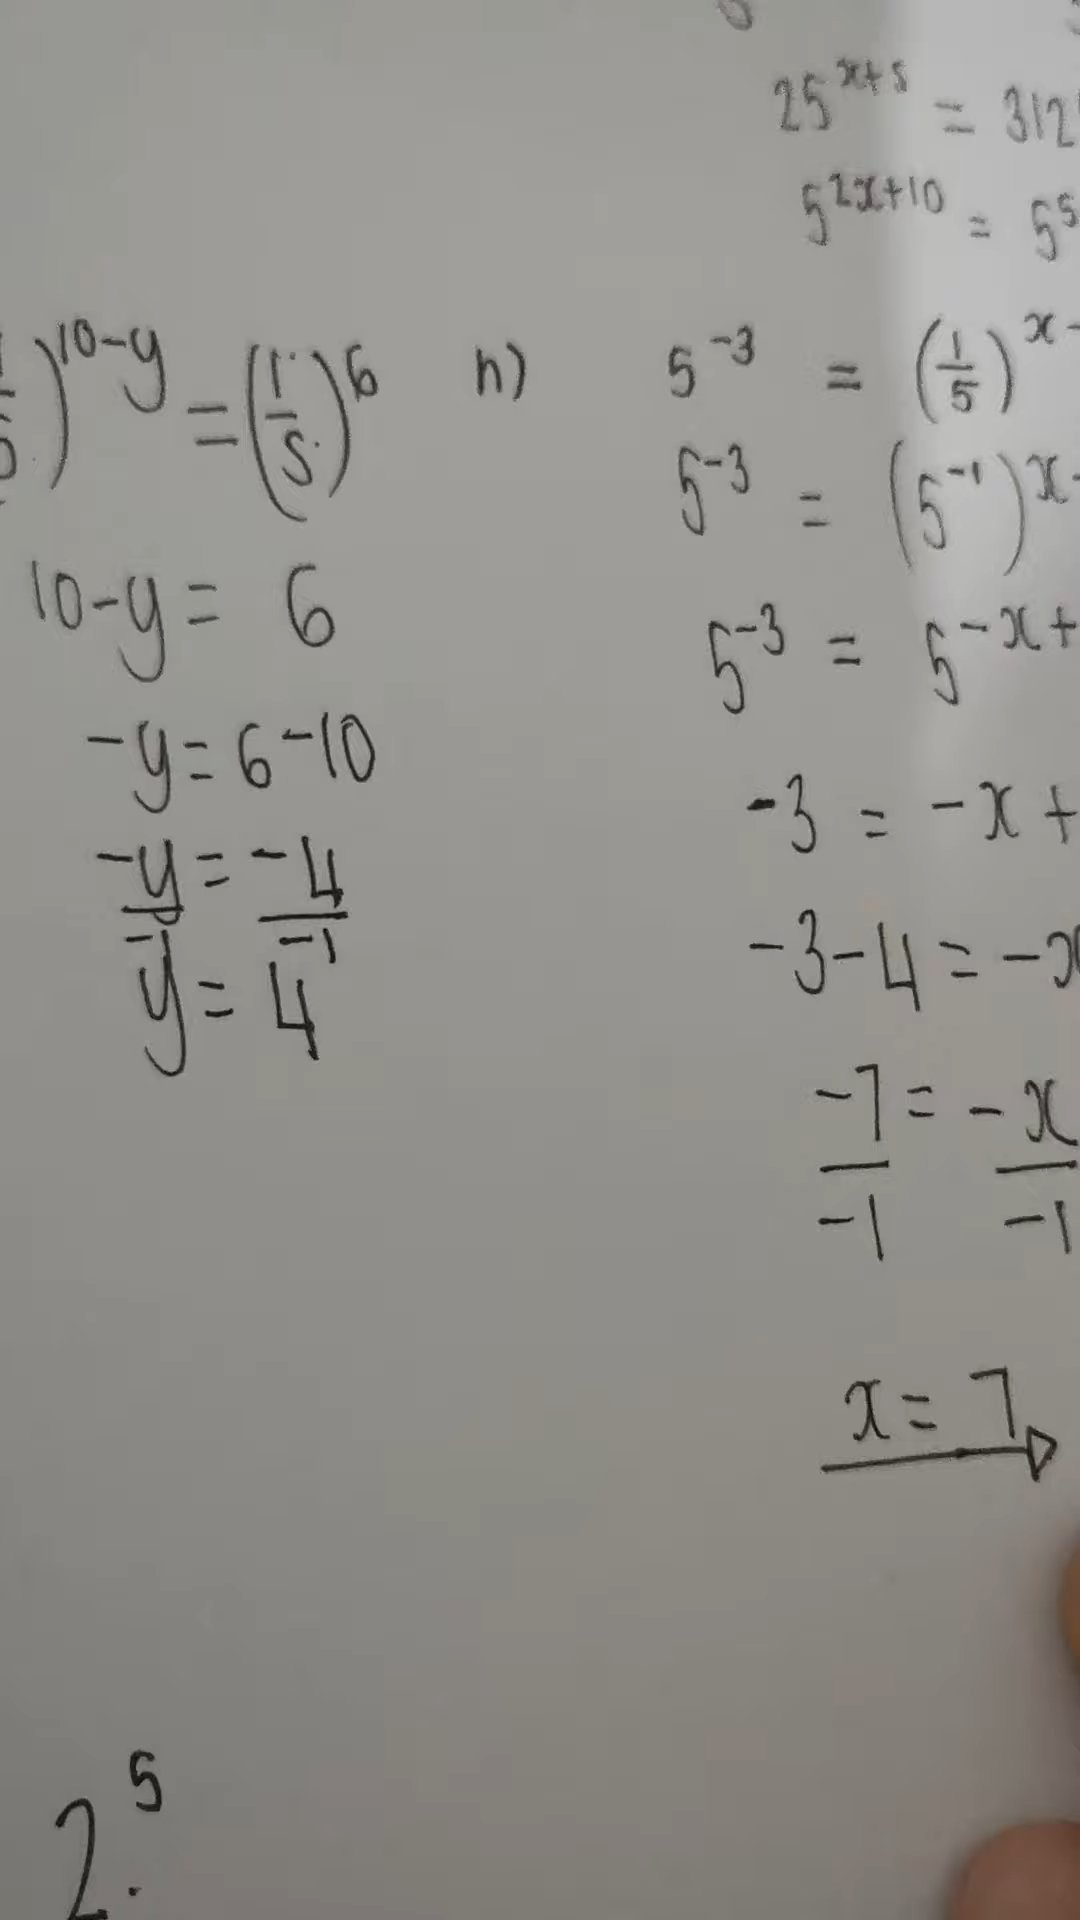 25^{x+5} = 312
5^{2x+10} = 5^5
)^{10-y} = (1/5)^6
10-y = 6
-y = 6-10
-y/-1 = -4/-1
y = 4
h) 5^{-3} = (1/5)^{x-
5^{-3} = (5^{-1})^{x-
5^{-3} = 5^{-x+
-3 = -x+
-3-4 = -x
-7/-1 = -x/-1
x = 7
2^5